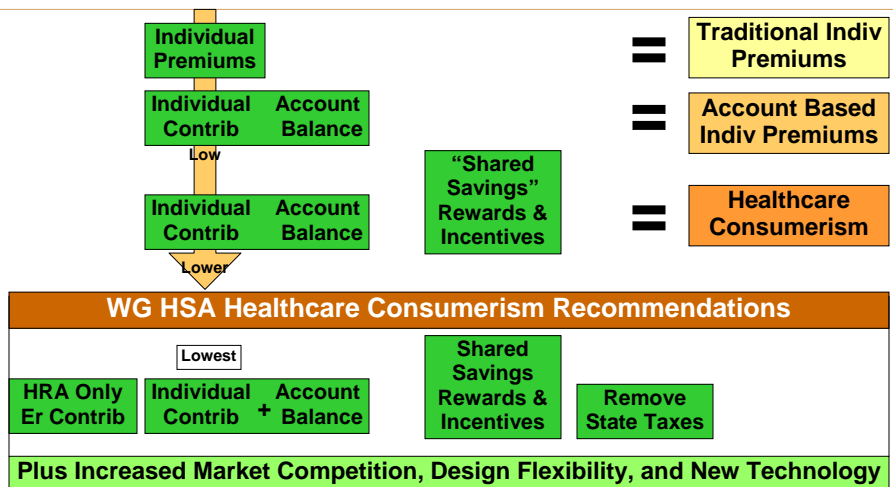 Individual
Premiums
=
Traditional Indiv
Premiums
Individual Account
Contrib Balance
=
Account Based
Indiv Premiums
Low
Individual Account
Contrib Balance
“Shared
Savings”
Rewards &
Incentives
=
Healthcare
Consumerism
Lower
WG HSA Healthcare Consumerism Recommendations
Lowest
HRA Only
Er Contrib
Individual Account
Contrib + Balance
Shared
Savings
Rewards &
Incentives
Remove
State Taxes
Plus Increased Market Competition, Design Flexibility, and New Technology